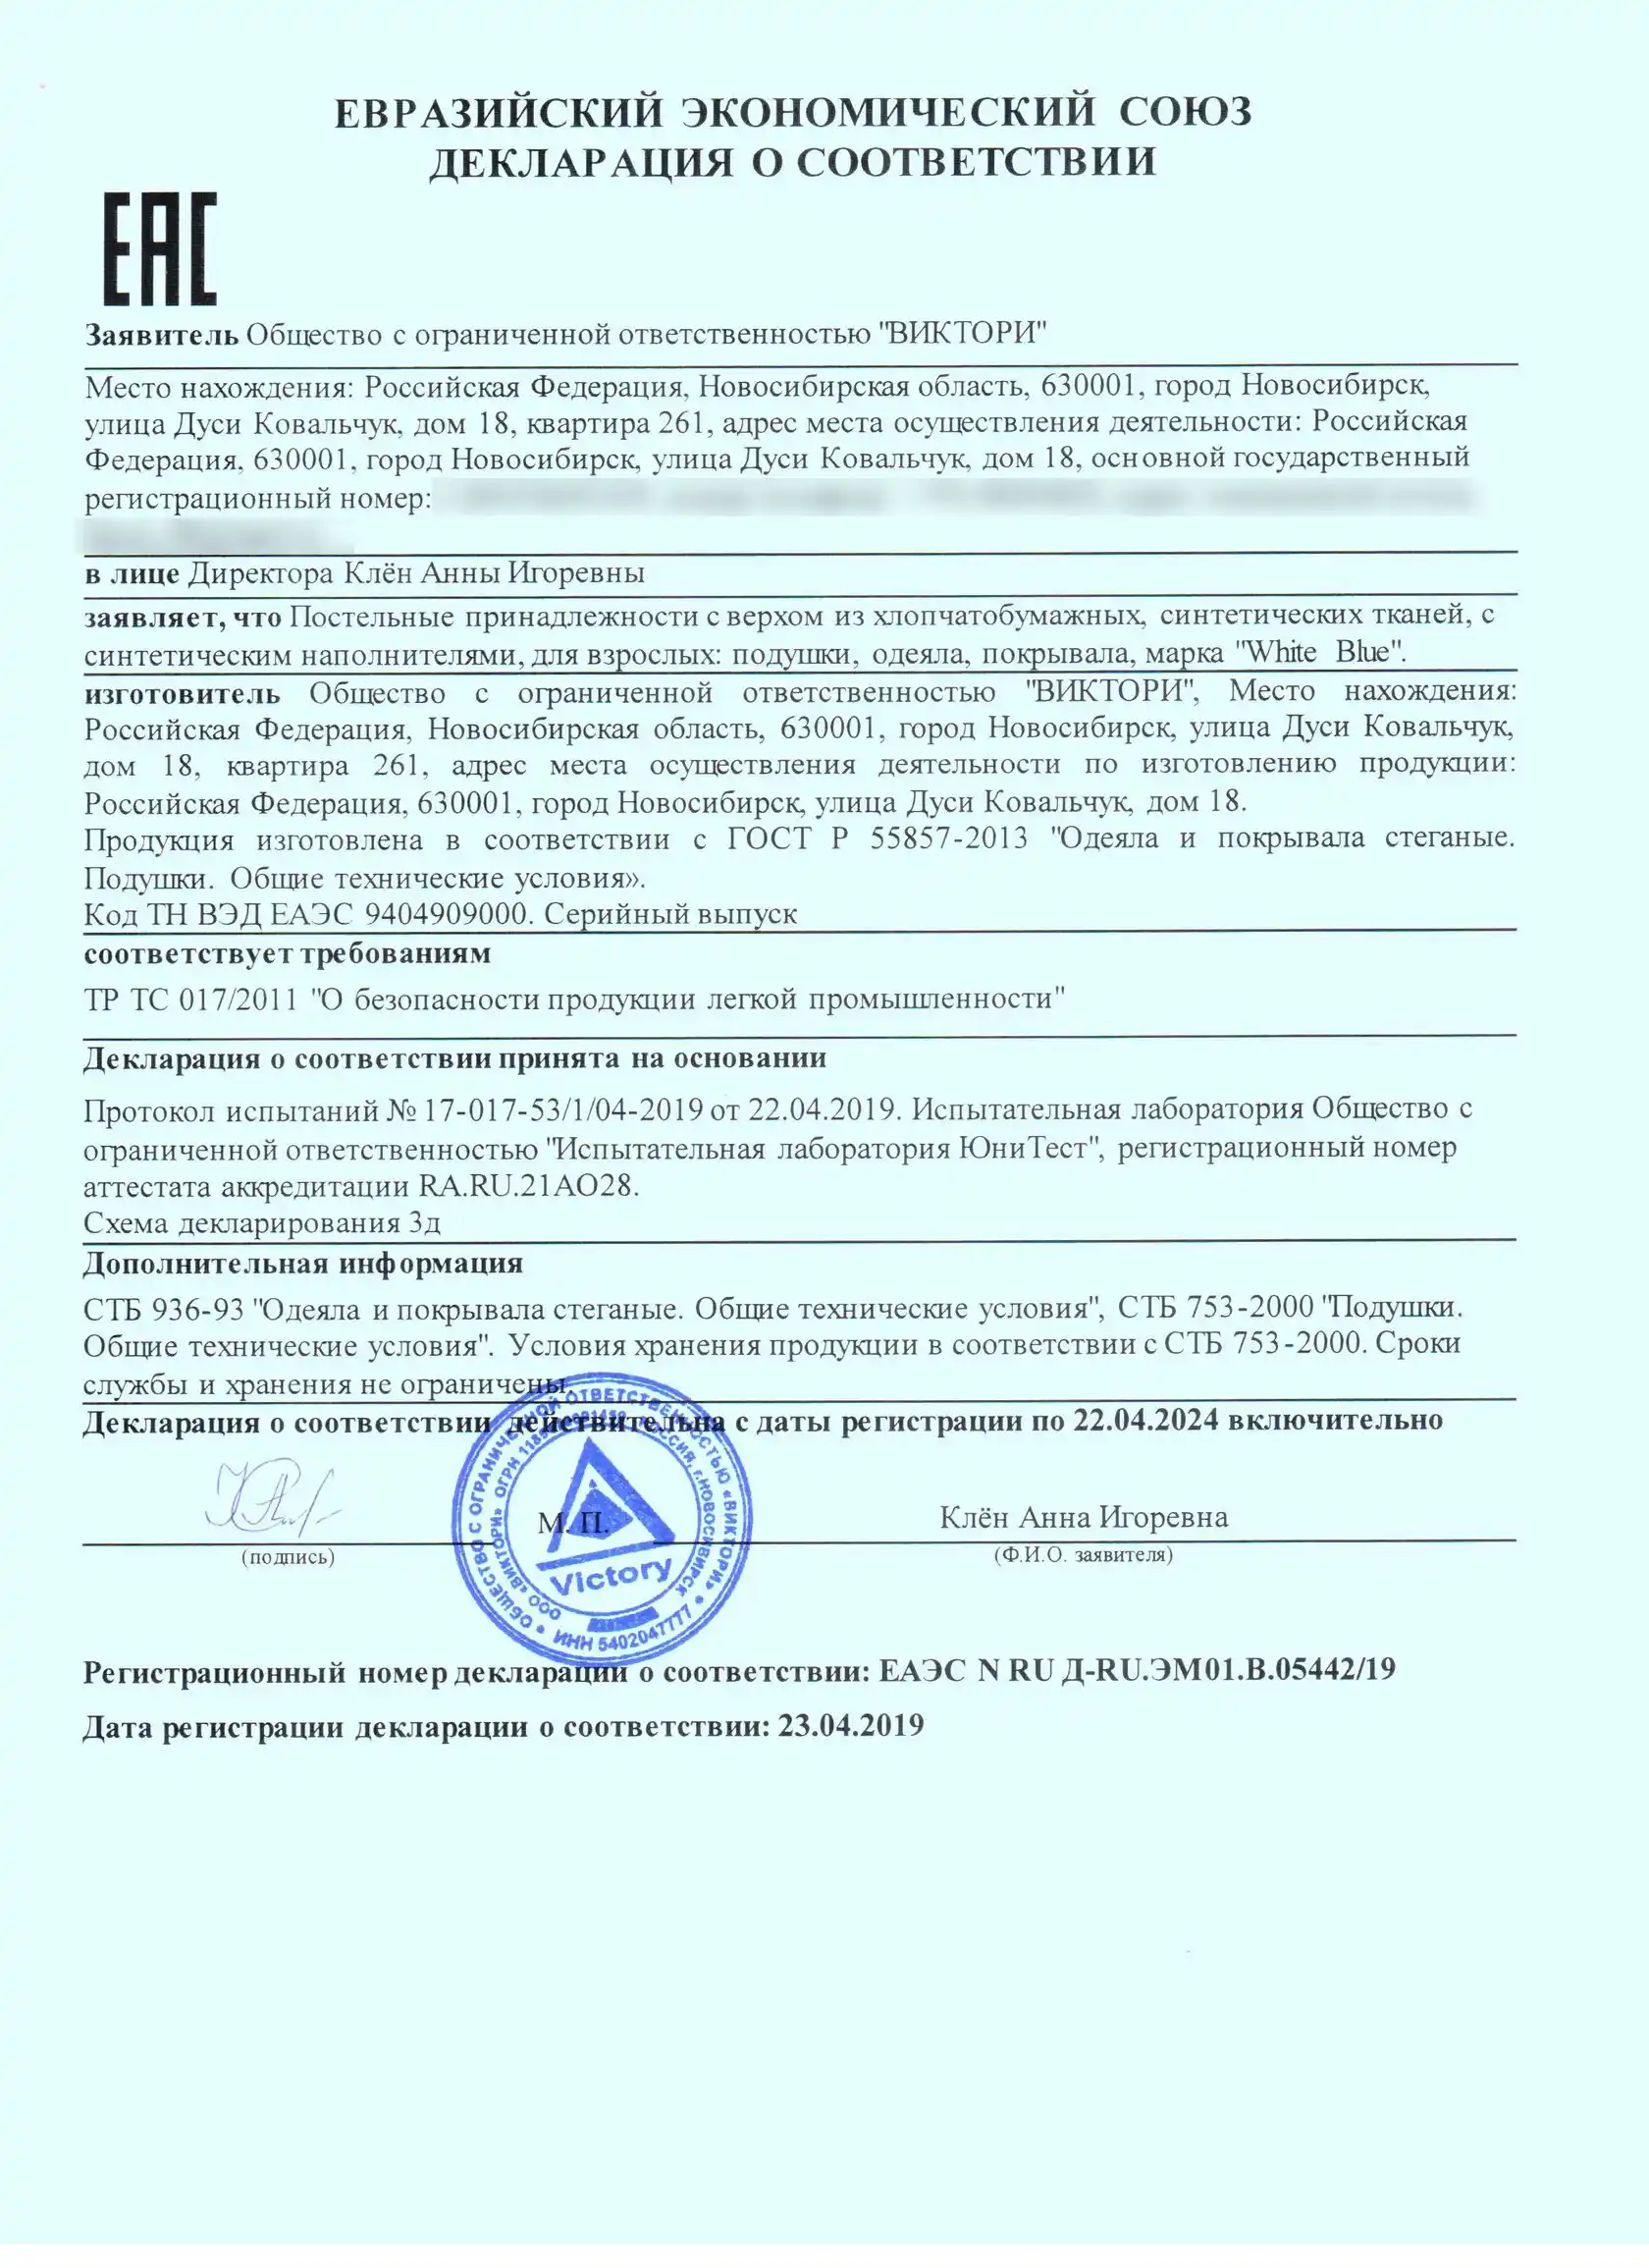 ЕВРАЗИЙСКИЙ ЭКОНОМИЧЕСКИЙ СОЮЗ
ДЕКЛАРАЦИЯ О СООТВЕТСТВИИ
ЕАС
Заявитель Общество с ограниченной ответственностью "ВИКТОРИ"
Место нахождения: Российская Федерация, Новосибирская область, 630001, город Новосибирск,
улица Дуси Ковальчук, дом 18, квартира 261, адрес места осуществления деятельности: Российская
Федерация, 630001, город Новосибирск, улица Дуси Ковальчук, дом 18, основной государственный
регистрационный номер:
в лице Директора Клён Анны Игоревны
заявляет, что Постельные принадлежности с верхом из хлопчатобумажных, синтетических тканей, с
синтетическим наполнителями, для взрослых: подушки, одеяла, покрывала, марка "White Blue".
изготовитель Общество с ограниченной ответственностью "ВИКТОРИ", Место нахождения:
Российская Федерация, Новосибирская область, 630001, город Новосибирск, улица Дуси Ковальчук,
дом 18, квартира 261, адрес места осуществления деятельности по изготовлению продукции:
Российская Федерация, 630001, город Новосибирск, улица Дуси Ковальчук, дом 18.
Продукция изготовлена в соответствии с ГОСТ Р 55857-2013 "Одеяла и покрывала стеганые.
Подушки. Общие технические условия».
Код ТН ВЭД ЕАЭС 9404909000. Серийный выпуск
соответствует требованиям
ТР ТС 017/2011 "О безопасности продукции легкой промышленности"
Декларация о соответствии принята на основании
Протокол испытаний № 17-017-53/1/04-2019 от 22.04.2019. Испытательная лаборатория Общество с
ограниченной ответственностью "Испытательная лаборатория ЮниТест", регистрационный номер
аттестата аккредитации RA.RU.21АО28.
Схема декларирования 3д
Дополнительная информация
СТБ 936-93 "Одеяла и покрывала стеганые. Общие технические условия", СТБ 753-2000 "Подушки.
Общие технические условия". Условия хранения продукции в соответствии с СТБ 753-2000. Сроки
службы и хранения не ограничены.
Декларация о соответствии действительна с даты регистрации по 22.04.2024 включительно
М. П.
Клён Анна Игоревна
(подпись)
(Ф.И.О. заявителя)
ОБЩЕСТВО С ОГРАНИЧЕННОЙ ОТВЕТСТВЕННОСТЬЮ «ВИКТОРИ»
ИНН 5402047777
ООО «ВИКТОРИ» ОГРН РОССИЯ, г.НОВОСИБИРСК
Victory
Регистрационный номер декларации о соответствии: ЕАЭС N RU Д-RU.ЭМ01.В.05442/19
Дата регистрации декларации о соответствии: 23.04.2019